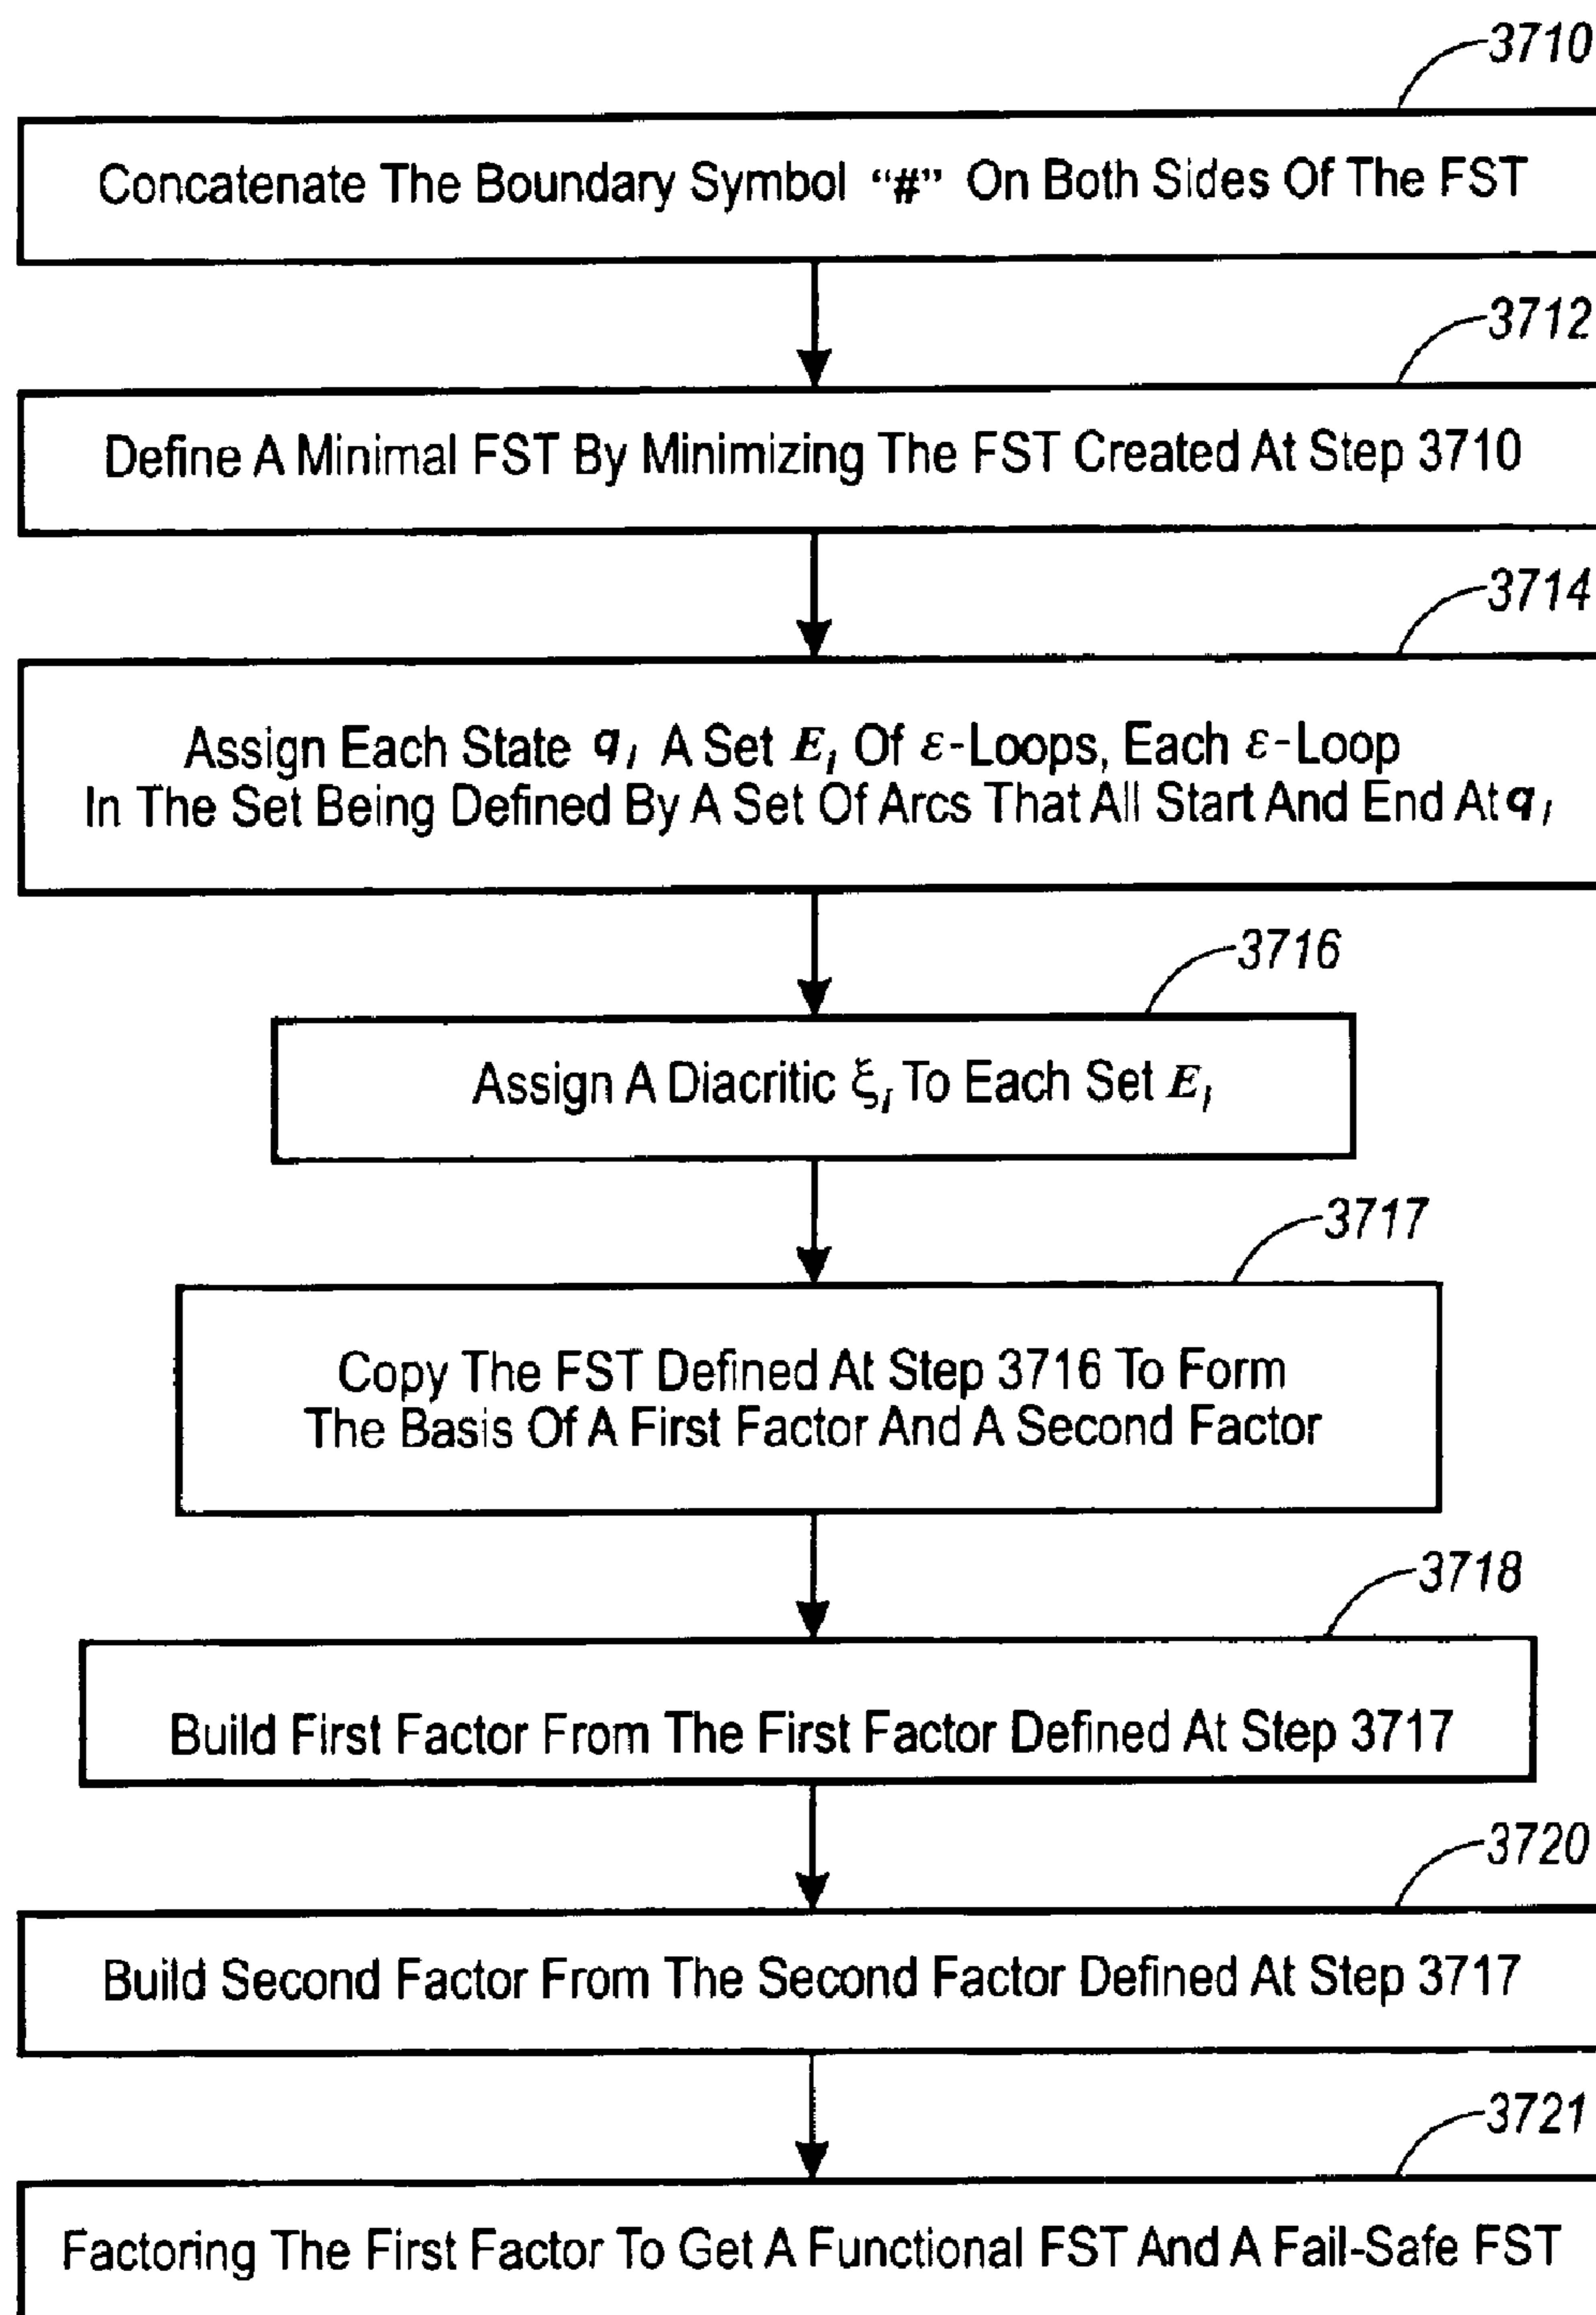 3710
Concatenate The Boundary Symbol “#” On Both Sides Of The FST
3712
Define A Minimal FST By Minimizing The FST Created At Step 3710
3714
Assign Each State q_i A Set E_i Of ε-Loops, Each ε-Loop
In The Set Being Defined By A Set Of Arcs That All Start And End At q_i
3716
Assign A Diacritic ξ_i To Each Set E_i
3717
Copy The FST Defined At Step 3716 To Form
The Basis Of A First Factor And A Second Factor
3718
Build First Factor From The First Factor Defined At Step 3717
3720
Build Second Factor From The Second Factor Defined At Step 3717
3721
Factoring The First Factor To Get A Functional FST And A Fail-Safe FST